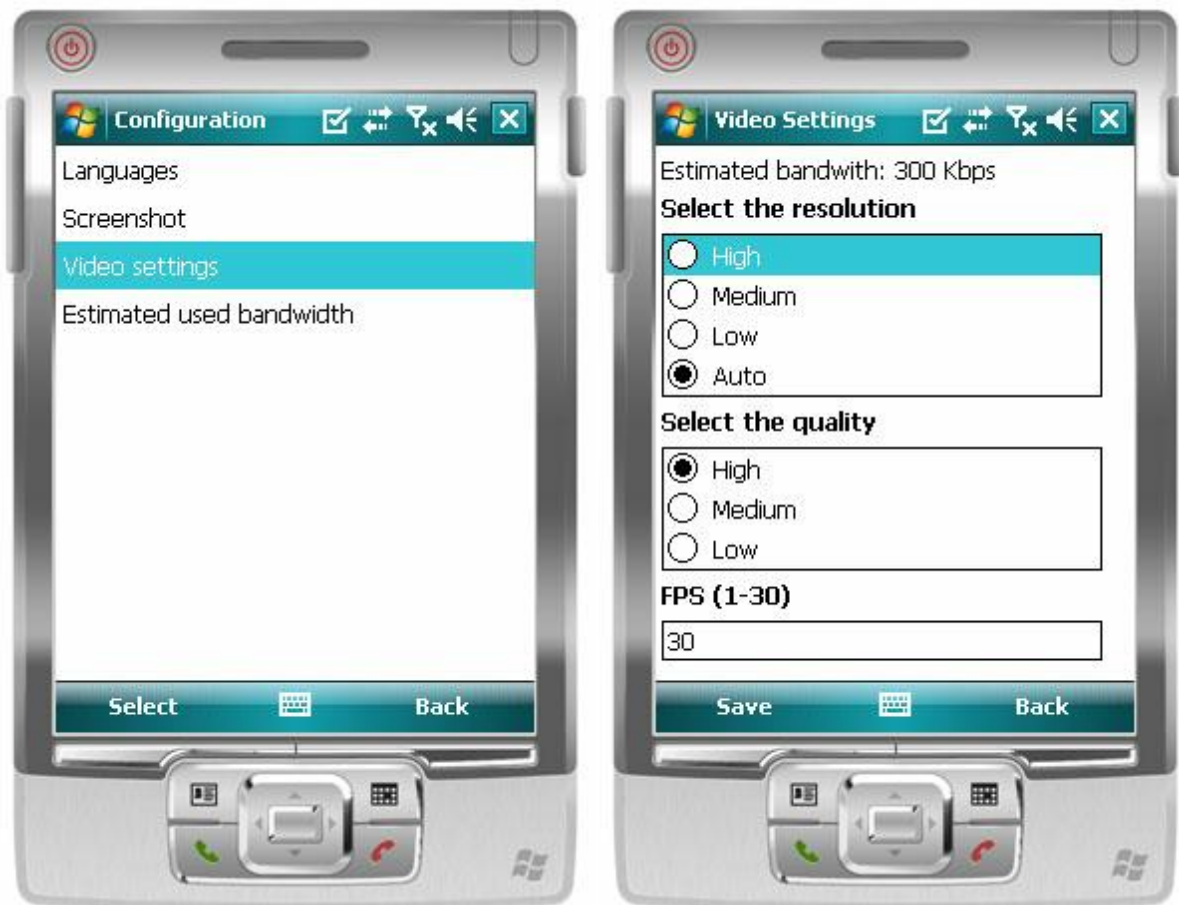 Configuration
Languages
Screenshot
Video settings
Estimated used bandwidth
Select Back
Video Settings
Estimated bandwith: 300 Kbps
Select the resolution
High
Medium
Low
Auto
Select the quality
High
Medium
Low
FPS (1-30)
30
Save Back